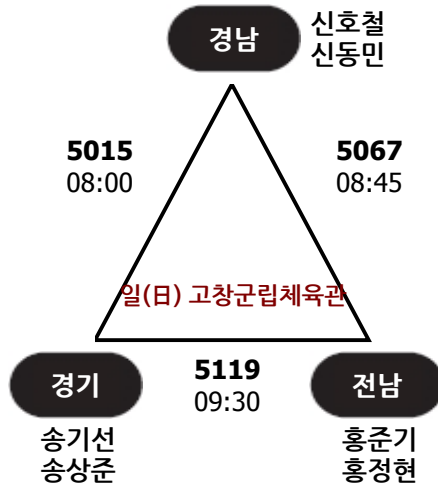 경남
신호철
신동민
5015
08:00
5067
08:45
일(日) 고창군립체육관
경기
송기선
송상준
5119
09:30
전남
홍준기
홍정현